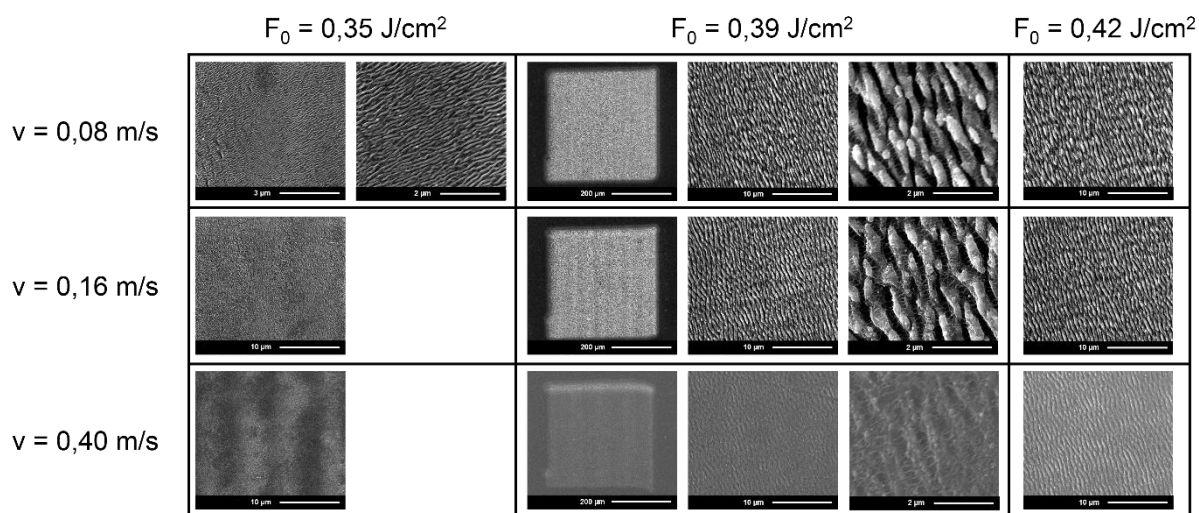 F₀ = 0,35 J/cm² F₀ = 0,39 J/cm² F₀ = 0,42 J/cm²
v = 0,08 m/s
3 µm 2 µm 200 µm 10 µm 2 µm 10 µm
v = 0,16 m/s
10 µm 200 µm 10 µm 2 µm 10 µm
v = 0,40 m/s
10 µm 200 µm 10 µm 2 µm 10 µm